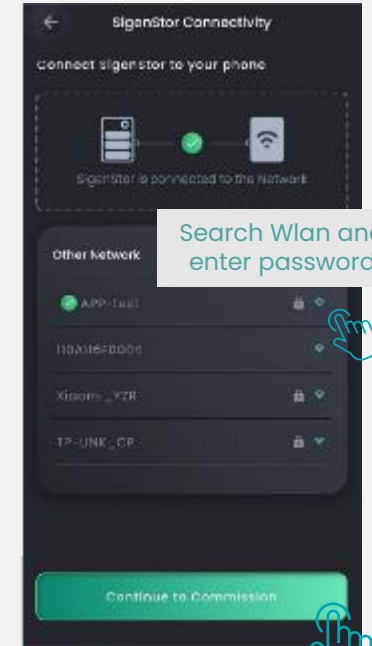 SigenStor Connectivity
Connect sigenstor to your phone
SigenStor is connected to the Network
Search Wlan and
enter password
Other Network
APP-test
Xiaomi_YZR
Continue to Commission